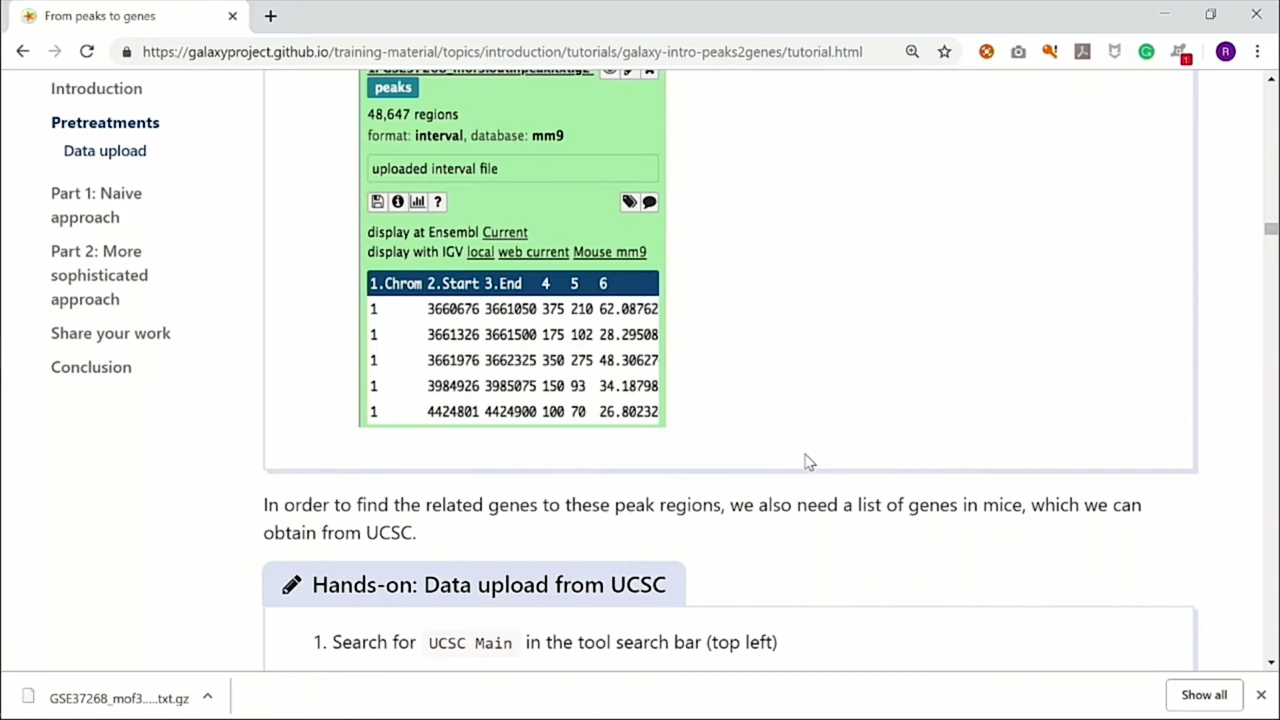 From peaks to genes
https://galaxyproject.github.io/training-material/topics/introduction/tutorials/galaxy-intro-peaks2genes/tutorial.html
R
1
Introduction
Pretreatments
Data upload
Part 1: Naive
approach
Part 2: More
sophisticated
approach
Share your work
Conclusion
peaks
48,647 regions
format: interval, database: mm9
uploaded interval file
?
display at Ensembl Current
display with IGV local web current Mouse mm9
1.Chrom 2.Start 3.End 4 5 6
1 3660676 3661050 375 210 62.08762
1 3661326 3661500 175 102 28.29508
1 3661976 3662325 350 275 48.30627
1 3984926 3985075 150 93 34.18798
1 4424801 4424900 100 70 26.80232
In order to find the related genes to these peak regions, we also need a list of genes in mice, which we can
obtain from UCSC.
Hands-on: Data upload from UCSC
1. Search for UCSC Main in the tool search bar (top left)
GSE37268_mof3.....txt.gz
Show all